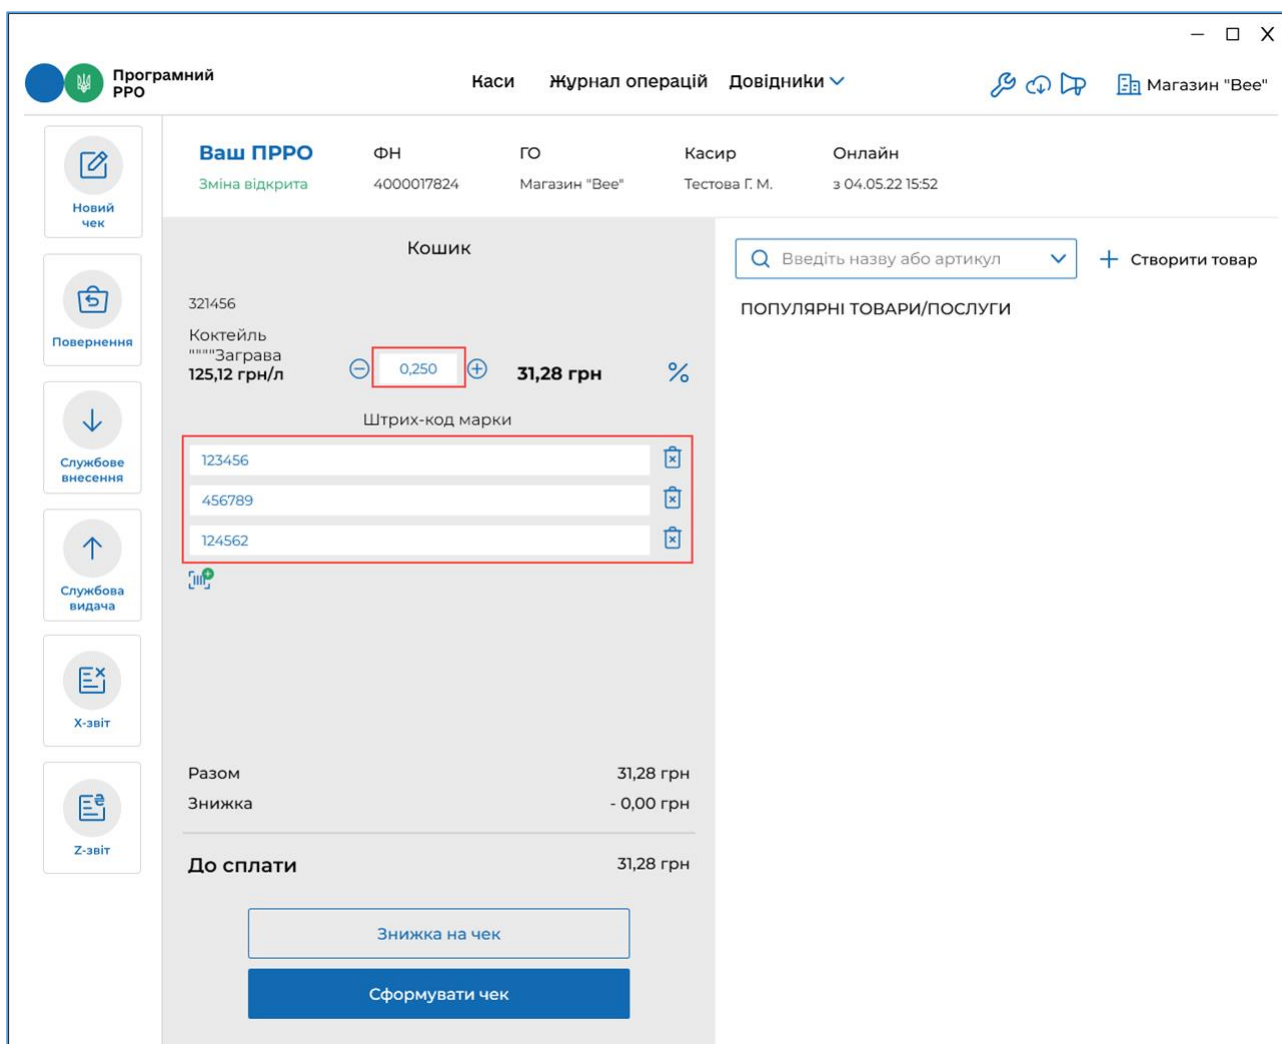 Програмний
РРО
Каси Журнал операцій Довідники
Магазин "Bee"
Новий
чек
Повернення
Службове
внесення
Службова
видача
X-звіт
Z-звіт
Ваш ПРРО ФН ГО Касир Онлайн
Зміна відкрита 4000017824 Магазин "Bee" Тестова Г. М. з 04.05.22 15:52
Кошик
321456
Коктейль
""""Заграва
125,12 грн/л 0,250 31,28 грн %
Штрих-код марки
123456
456789
124562
Разом 31,28 грн
Знижка - 0,00 грн
До сплати 31,28 грн
Знижка на чек
Сформувати чек
Введіть назву або артикул
Створити товар
ПОПУЛЯРНІ ТОВАРИ/ПОСЛУГИ